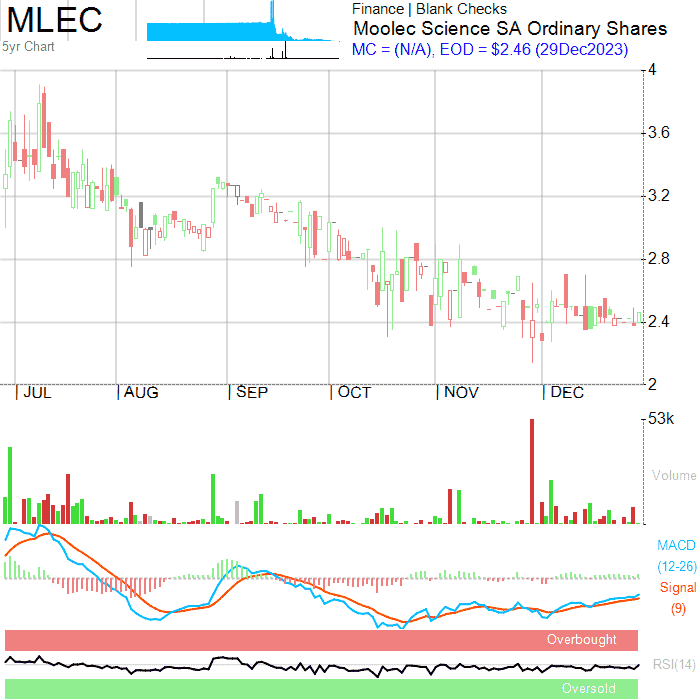 MLEC
5yr Chart
Finance | Blank Checks
Moolec Science SA Ordinary Shares
MC = (N/A), EOD = $2.46 (29Dec2023)
4
3.6
3.2
2.8
2.4
2
JUL AUG SEP OCT NOV DEC
53k
Volume
MACD
(12-26)
Signal
(9)
Overbought
RSI(14)
Oversold